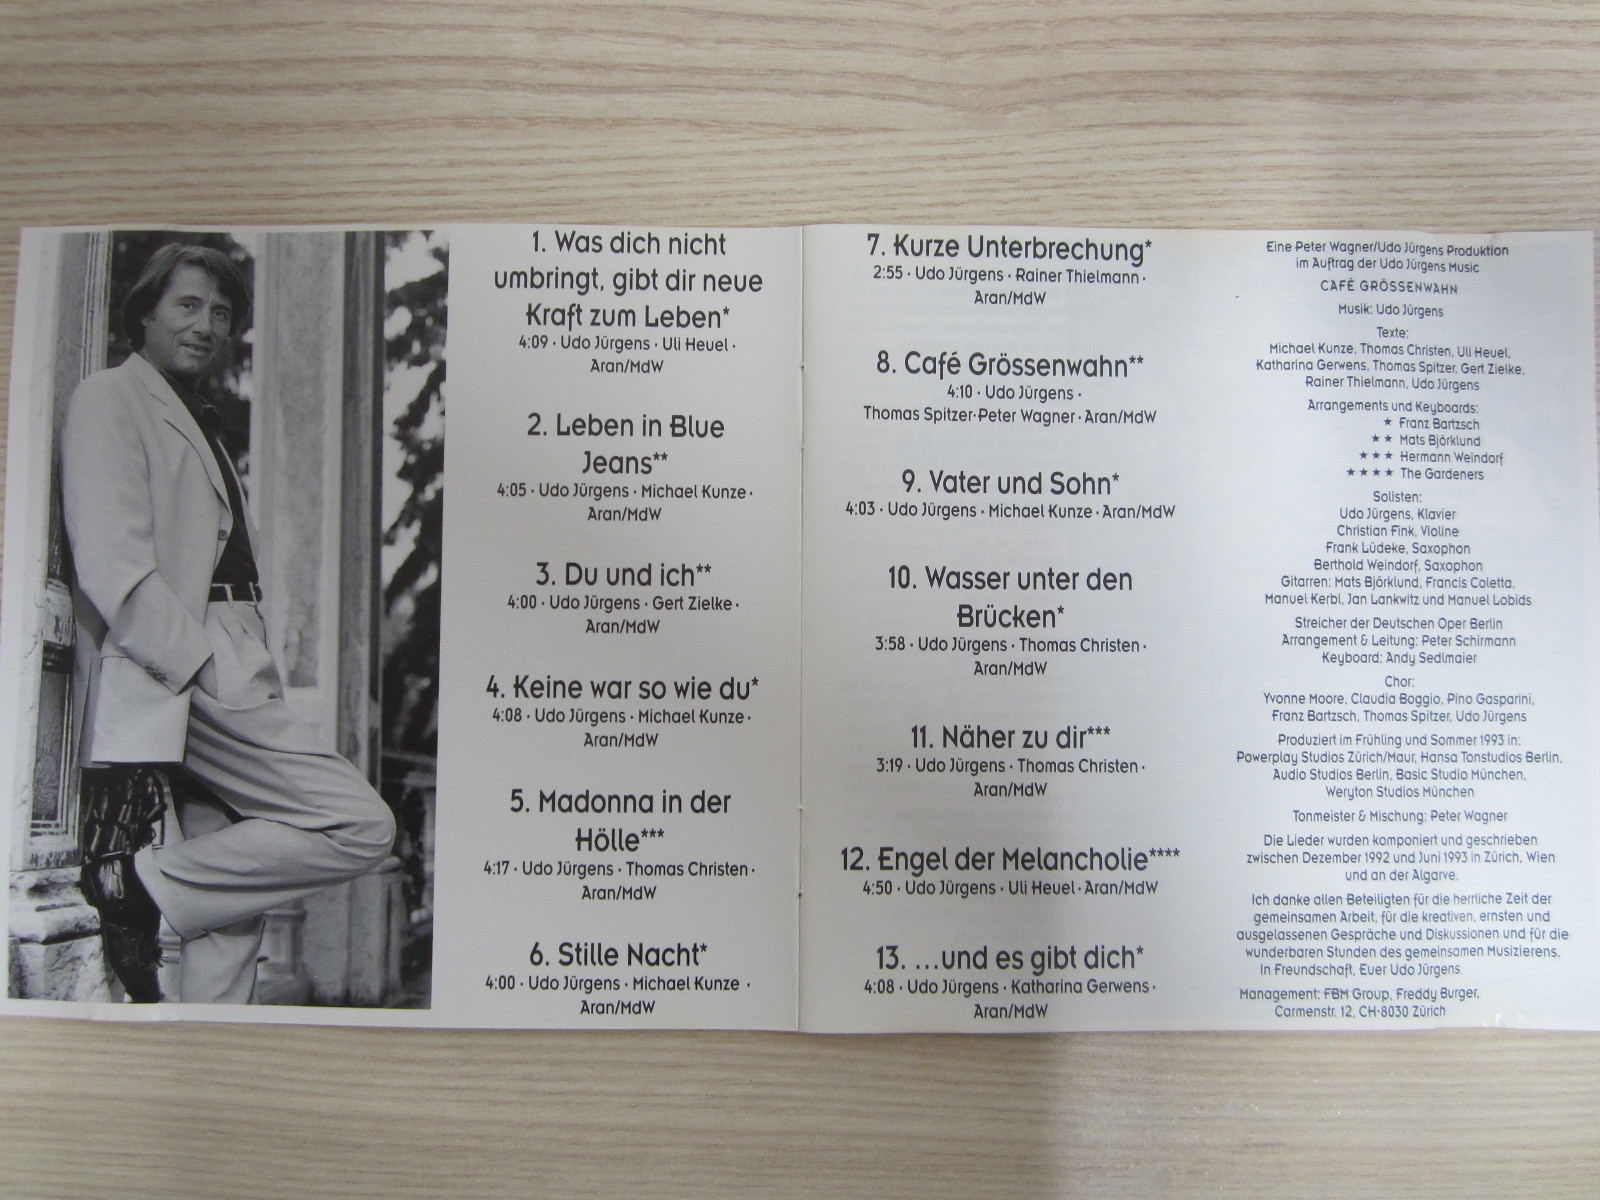 1. Was dich nicht
umbringt, gibt dir neue
Kraft zum Leben*
4:09 · Udo Jürgens · Uli Heuel ·
Aran/MdW
2. Leben in Blue
Jeans**
4:05 · Udo Jürgens · Michael Kunze ·
Aran/MdW
3. Du und ich**
4:00 · Udo Jürgens · Gert Zielke ·
Aran/MdW
4. Keine war so wie du*
4:08 · Udo Jürgens · Michael Kunze ·
Aran/MdW
5. Madonna in der
Hölle***
4:17 · Udo Jürgens · Thomas Christen ·
Aran/MdW
6. Stille Nacht*
4:00 · Udo Jürgens · Michael Kunze ·
Aran/MdW
7. Kurze Unterbrechung*
2:55 · Udo Jürgens · Rainer Thielmann ·
Aran/MdW
8. Café Grössenwahn**
4:10 · Udo Jürgens ·
Thomas Spitzer·Peter Wagner · Aran/MdW
9. Vater und Sohn*
4:03 · Udo Jürgens · Michael Kunze · Aran/MdW
10. Wasser unter den
Brücken*
3:58 · Udo Jürgens · Thomas Christen ·
Aran/MdW
11. Näher zu dir***
3:19 · Udo Jürgens · Thomas Christen ·
Aran/MdW
12. Engel der Melancholie****
4:50 · Udo Jürgens · Uli Heuel · Aran/MdW
13. ...und es gibt dich*
4:08 · Udo Jürgens · Katharina Gerwens ·
Aran/MdW
Eine Peter Wagner/Udo Jürgens Produktion
im Auftrag der Udo Jürgens Music
CAFÉ GRÖSSENWAHN
Musik: Udo Jürgens
Texte:
Michael Kunze, Thomas Christen, Uli Heuel,
Katharina Gerwens, Thomas Spitzer, Gert Zielke,
Rainer Thielmann, Udo Jürgens
Arrangements und Keyboards:
★ Franz Bartzsch
★ ★ Mats Björklund
★ ★ ★ Hermann Weindorf
★ ★ ★ ★ The Gardeners
Solisten:
Udo Jürgens, Klavier
Christian Fink, Violine
Frank Lüdeke, Saxophon
Berthold Weindorf, Saxophon
Gitarren: Mats Björklund, Francis Coletta,
Manuel Kerbl, Jan Lankwitz und Manuel Lobids
Streicher der Deutschen Oper Berlin
Arrangement & Leitung: Peter Schirmann
Keyboard: Andy Sedlmaier
Chor:
Yvonne Moore, Claudia Boggio, Pino Gasparini,
Franz Bartzsch, Thomas Spitzer, Udo Jürgens
Produziert im Frühling und Sommer 1993 in:
Powerplay Studios Zürich/Maur, Hansa Tonstudios Berlin,
Audio Studios Berlin, Basic Studio München,
Weryton Studios München
Tonmeister & Mischung: Peter Wagner
Die Lieder wurden komponiert und geschrieben
zwischen Dezember 1992 und Juni 1993 in Zürich, Wien
und an der Algarve.
Ich danke allen Beteiligten für die herrliche Zeit der
gemeinsamen Arbeit, für die kreativen, ernsten und
ausgelassenen Gespräche und Diskussionen und für die
wunderbaren Stunden des gemeinsamen Musizierens.
In Freundschaft, Euer Udo Jürgens
Management: FBM Group, Freddy Burger,
Carmenstr. 12, CH-8030 Zürich